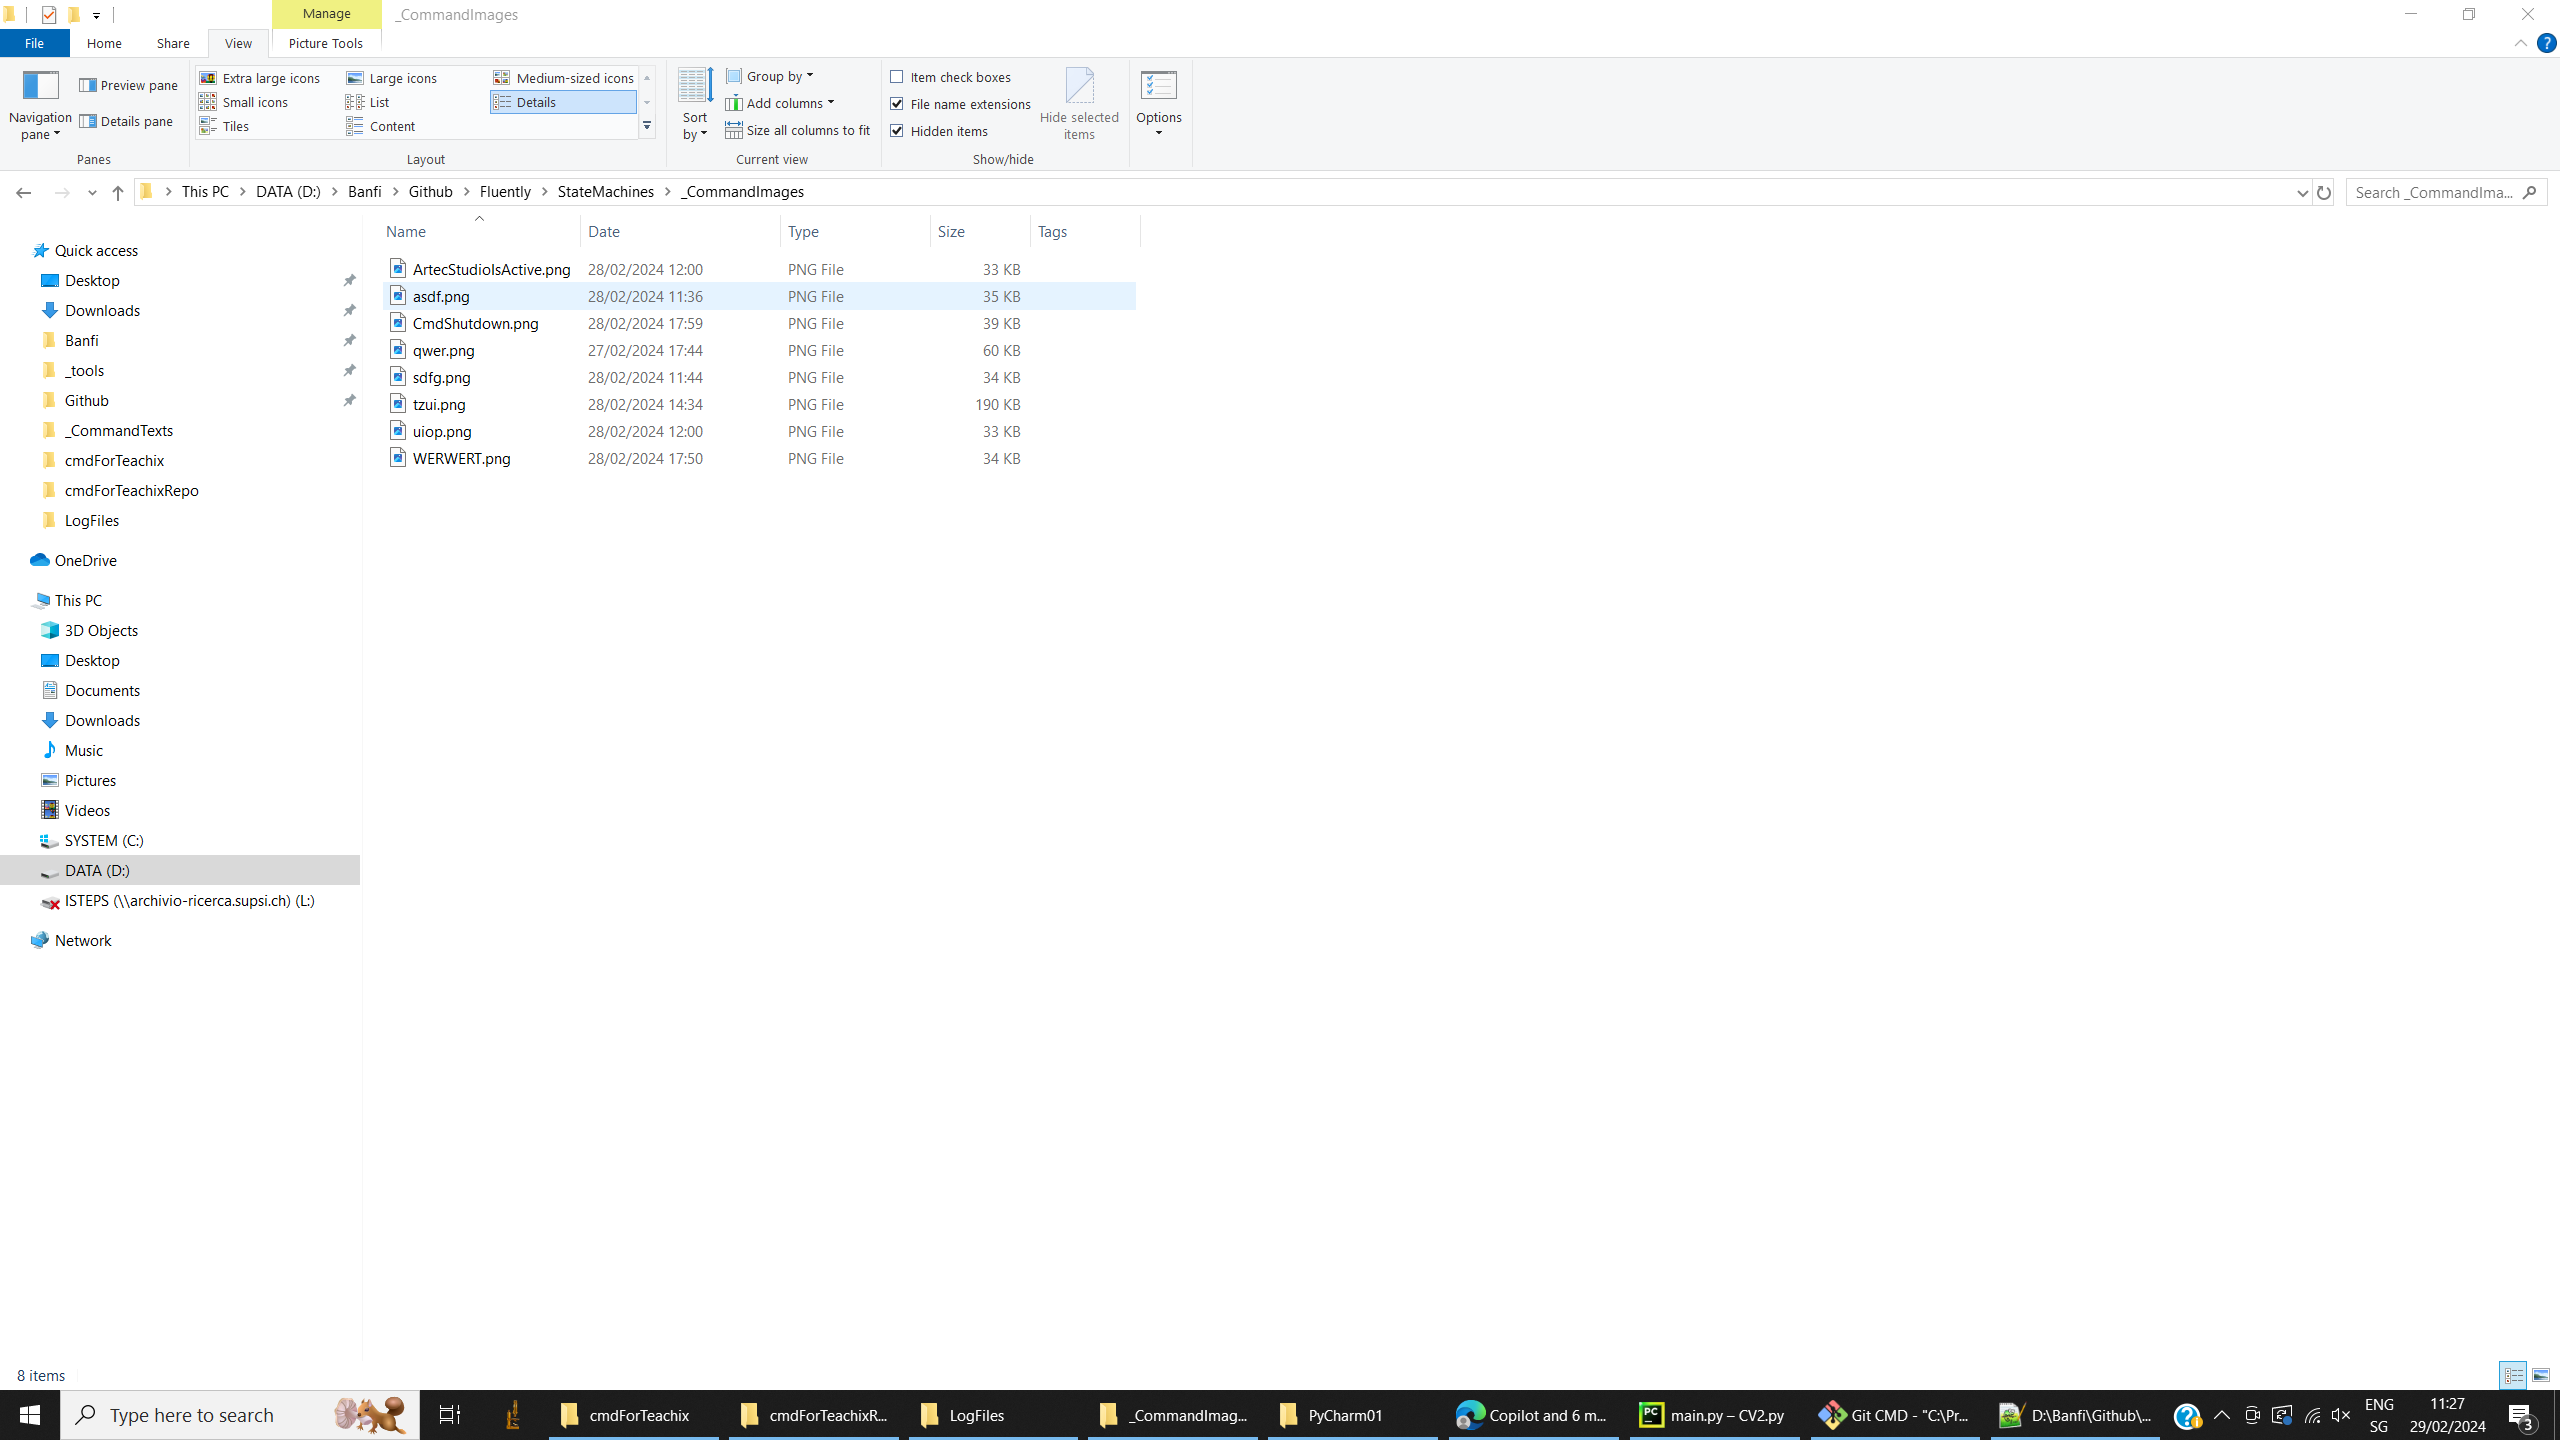 Manage
_CommandImages
File
Home
Share
View
Picture Tools
Navigation pane
Preview pane
Details pane
Panes
Extra large icons
Large icons
Medium-sized icons
Small icons
List
Details
Tiles
Content
Layout
Sort by
Group by
Add columns
Size all columns to fit
Current view
Item check boxes
File name extensions
Hidden items
Hide selected items
Show/hide
Options
This PC
DATA (D:)
Banfi
Github
Fluently
StateMachines
_CommandImages
Search _CommandIma...
Name Date Type Size Tags
ArtecStudioIsActive.png 28/02/2024 12:00 PNG File 33 KB
asdf.png 28/02/2024 11:36 PNG File 35 KB
CmdShutdown.png 28/02/2024 17:59 PNG File 39 KB
qwer.png 27/02/2024 17:44 PNG File 60 KB
sdfg.png 28/02/2024 11:44 PNG File 34 KB
tzui.png 28/02/2024 14:34 PNG File 190 KB
uiop.png 28/02/2024 12:00 PNG File 33 KB
WERWERT.png 28/02/2024 17:50 PNG File 34 KB
Quick access
Desktop
Downloads
Banfi
_tools
Github
_CommandTexts
cmdForTeachix
cmdForTeachixRepo
LogFiles
OneDrive
This PC
3D Objects
Desktop
Documents
Downloads
Music
Pictures
Videos
SYSTEM (C:)
DATA (D:)
ISTEPS (\\archivio-ricerca.supsi.ch) (L:)
Network
8 items
Type here to search
cmdForTeachix
cmdForTeachixR...
LogFiles
_CommandImag...
PyCharm01
Copilot and 6 m...
PC
main.py – CV2.py
Git CMD - "C:\Pr...
D:\Banfi\Github\...
ENG
SG
11:27
29/02/2024
3